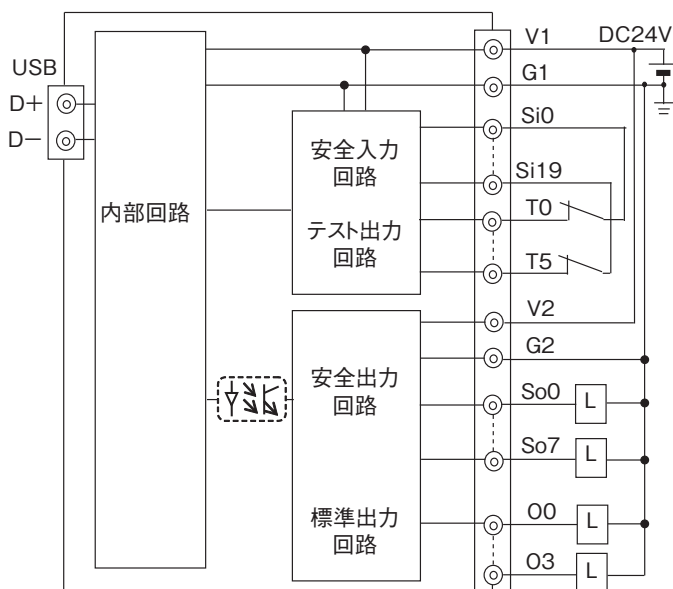 V1
DC24V
USB
G1
D+
Si0
D−
安全入力
回路
Si19
内部回路
テスト出力
回路
T0
T5
V2
G2
安全出力
回路
So0
L
So7
L
標準出力
回路
O0
L
O3
L